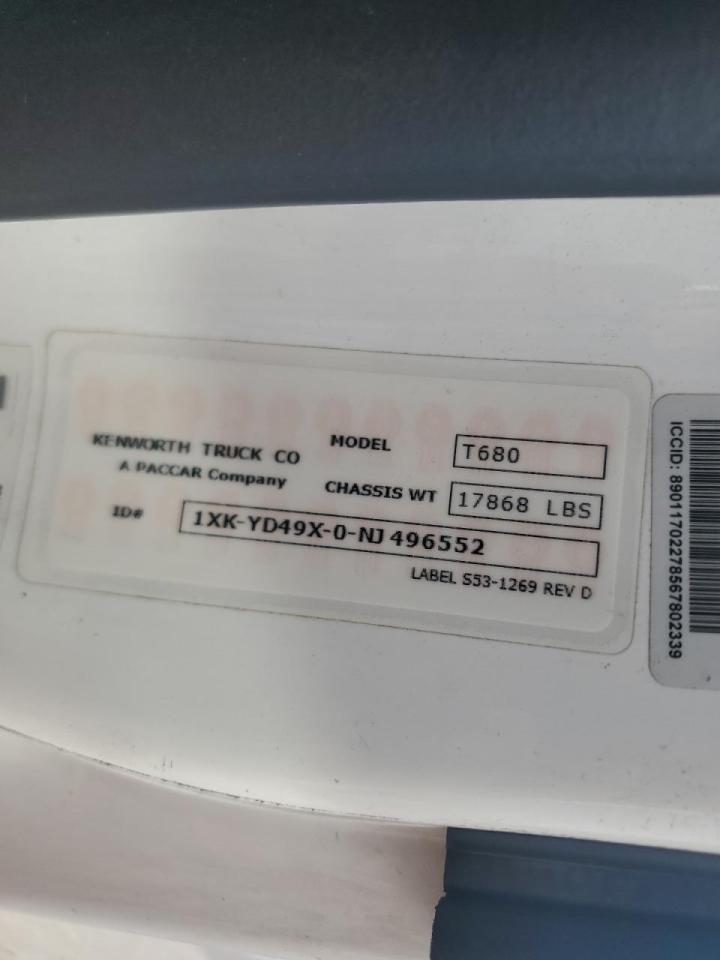 KENWORTH TRUCK CO
A PACCAR Company
MODEL T680
CHASSIS WT 17868 LBS
ID# 1XK-YD49X-0-NJ 496552
LABEL S53-1269 REV D
ICCID: 89011702278567802339